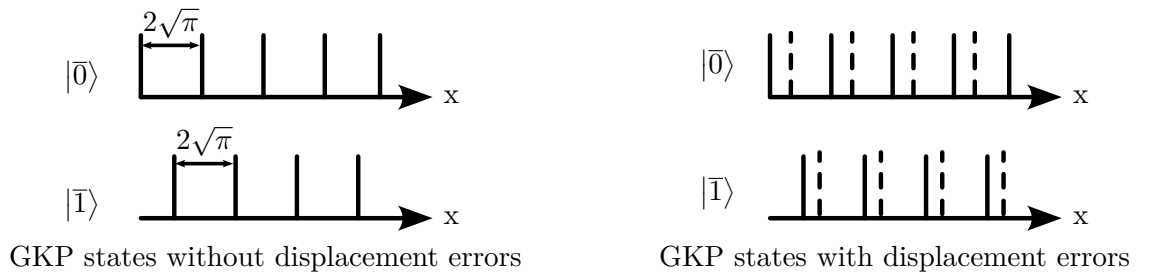 2√π
|0̅⟩
x
2√π
|1̅⟩
x
GKP states without displacement errors
|0̅⟩
x
|1̅⟩
x
GKP states with displacement errors